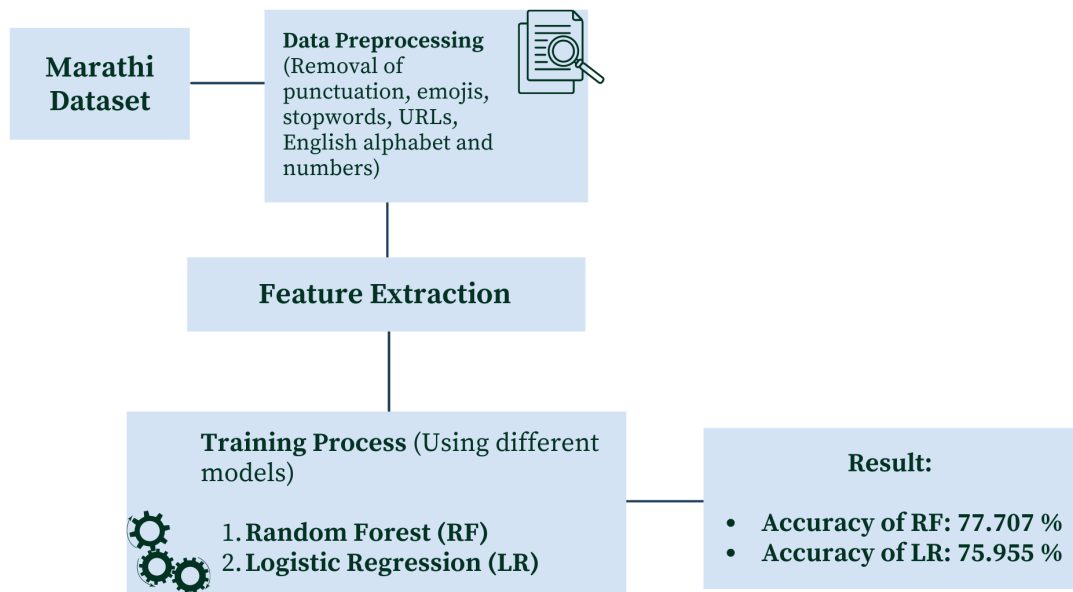 Marathi
Dataset
Data Preprocessing
(Removal of
punctuation, emojis,
stopwords, URLs,
English alphabet and
numbers)
Feature Extraction
Training Process (Using different
models)
1. Random Forest (RF)
2. Logistic Regression (LR)
Result:
• Accuracy of RF: 77.707 %
• Accuracy of LR: 75.955 %